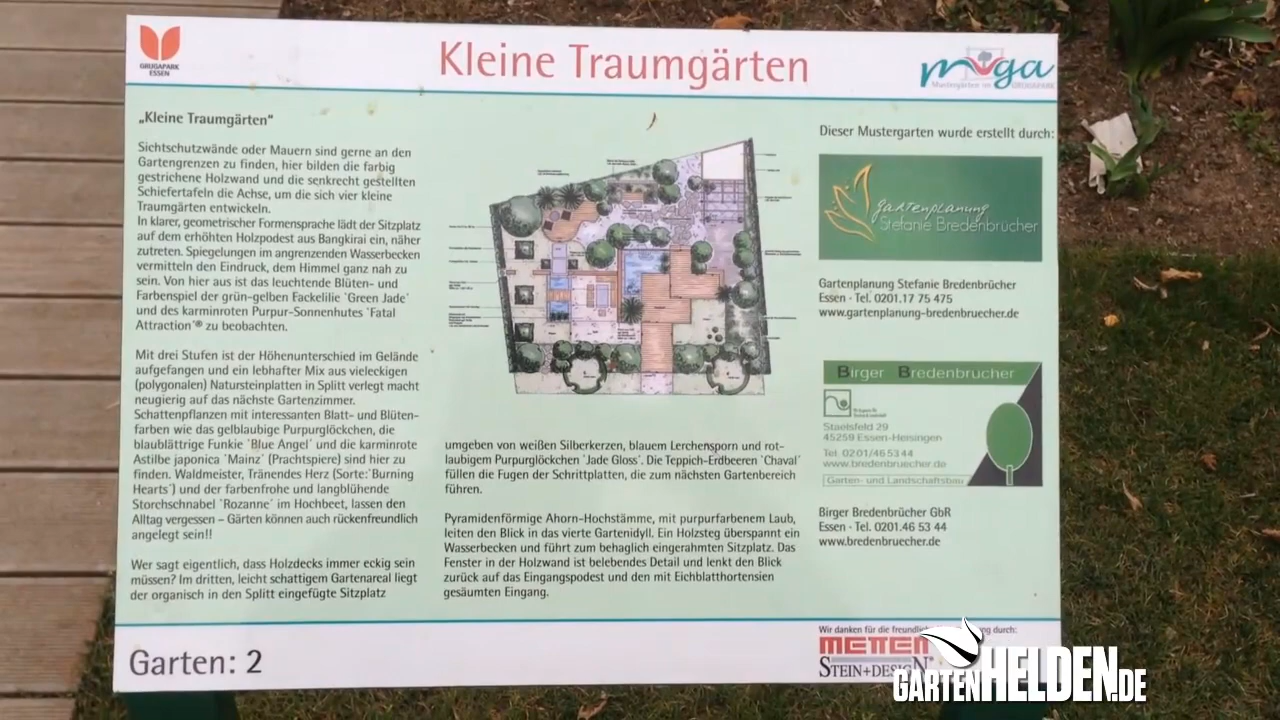 GRUGAPARK
ESSEN
Kleine Traumgärten
muga
Mustergärten im GRUGAPARK
„Kleine Traumgärten“
Sichtschutzwände oder Mauern sind gerne an den
Gartengrenzen zu finden, hier bilden die farbig
gestrichene Holzwand und die senkrecht gestellten
Schiefertafeln die Achse, um die sich vier kleine
Traumgärten entwickeln.
In klarer, geometrischer Formensprache lädt der Sitzplatz
auf dem erhöhten Holzpodest aus Bangkirai ein, näher
zutreten. Spiegelungen im angrenzenden Wasserbecken
vermitteln den Eindruck, dem Himmel ganz nah zu
sein. Von hier aus ist das leuchtende Blüten- und
Farbenspiel der grün-gelben Fackelilie ´Green Jade´
und des karminroten Purpur-Sonnenhutes ´Fatal
Attraction´® zu beobachten.
Mit drei Stufen ist der Höhenunterschied im Gelände
aufgefangen und ein lebhafter Mix aus vieleckigen
(polygonalen) Natursteinplatten in Splitt verlegt macht
neugierig auf das nächste Gartenzimmer.
Schattenpflanzen mit interessanten Blatt- und Blüten-
farben wie das gelblaubige Purpurglöckchen, die
blaublättrige Funkie ´Blue Angel´ und die karminrote
Astilbe japonica ´Mainz´ (Prachtspiere) sind hier zu
finden. Waldmeister, Tränendes Herz (Sorte:´Burning
Hearts´) und der farbenfrohe und langblühende
Storchschnabel ´Rozanne´ im Hochbeet, lassen den
Alltag vergessen – Gärten können auch rückenfreundlich
angelegt sein!!
Wer sagt eigentlich, dass Holzdecks immer eckig sein
müssen? Im dritten, leicht schattigem Gartenareal liegt
der organisch in den Splitt eingefügte Sitzplatz
umgeben von weißen Silberkerzen, blauem Lerchensporn und rot-
laubigem Purpurglöckchen ´Jade Gloss´. Die Teppich-Erdbeeren ´Chaval´
füllen die Fugen der Schrittplatten, die zum nächsten Gartenbereich
führen.
Pyramidenförmige Ahorn-Hochstämme, mit purpurfarbenem Laub,
leiten den Blick in das vierte Gartenidyll. Ein Holzsteg überspannt ein
Wasserbecken und führt zum behaglich eingerahmten Sitzplatz. Das
Fenster in der Holzwand ist belebendes Detail und lenkt den Blick
zurück auf das Eingangspodest und den mit Eichblatthortensien
gesäumten Eingang.
Dieser Mustergarten wurde erstellt durch:
gartenplanung
Stefanie Bredenbrücher
Gartenplanung Stefanie Bredenbrücher
Essen · Tel. 0201.17 75 475
www.gartenplanung-bredenbruecher.de
Birger Bredenbrucher
Staelsfeld 29
45259 Essen-Heisingen
Tel. 0201/465344
www.bredenbruecher.de
Garten- und Landschaftsbau
Birger Bredenbrücher GbR
Essen · Tel. 0201.46 53 44
www.bredenbruecher.de
Garten: 2
Wir danken für die durch:
METTEN
STEIN+DESIGN®
GARTENHELDEN.DE